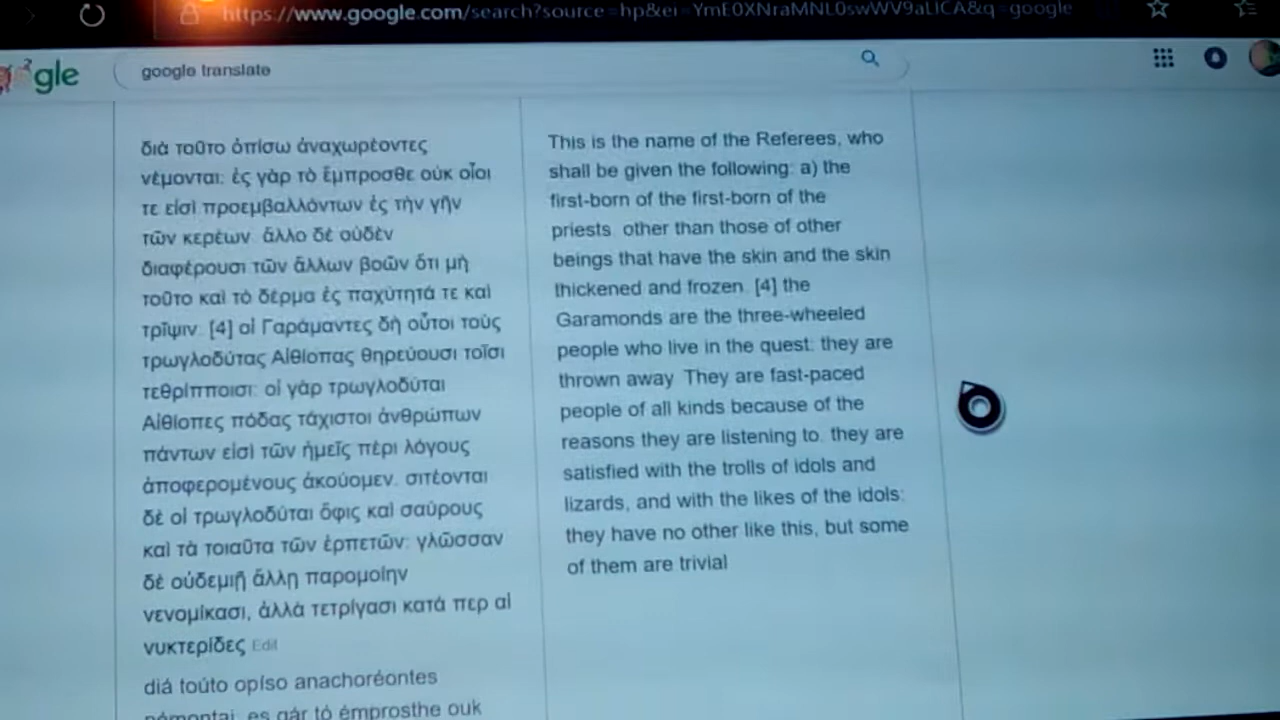 https://www.google.com/search?source=hp&ei=YmE0XNraMNL0swWV9aLICA&q=google
gle
google translate
διά τοῦτο ὀπίσω ἀναχωρέοντες
νέμονται: ἐς γὰρ τὸ ἔμπροσθε οὐκ οἷοι
τε εἰσὶ προεμβαλλόντων ἐς τὴν γῆν
τῶν κερέων. ἄλλο δὲ οὐδὲν
διαφέρουσι τῶν ἄλλων βοῶν ὅτι μὴ
τοῦτο καὶ τὸ δέρμα ἐς παχύτητά τε καὶ
τρῖψιν. [4] οἱ Γαράμαντες δὴ οὗτοι τοὺς
τρωγλοδύτας Αἰθίοπας θηρεύουσι τοῖσι
τεθρίπποισι: οἱ γὰρ τρωγλοδύται
Αἰθίοπες πόδας τάχιστοι ἀνθρώπων
πάντων εἰσὶ τῶν ἡμεῖς πέρι λόγους
ἀποφερομένους ἀκούομεν. σιτέονται
δὲ οἱ τρωγλοδύται ὄφις καὶ σαύρους
καὶ τὰ τοιαῦτα τῶν ἑρπετῶν: γλῶσσαν
δὲ οὐδεμιῇ ἄλλῃ παρομοίην
νενομίκασι, ἀλλὰ τετρίγασι κατά περ αἱ
νυκτερίδες Edit
diá toúto opíso anachoréontes
némontai: es gár tó émprosthe ouk
This is the name of the Referees, who
shall be given the following: a) the
first-born of the first-born of the
priests. other than those of other
beings that have the skin and the skin
thickened and frozen. [4] the
Garamonds are the three-wheeled
people who live in the quest: they are
thrown away. They are fast-paced
people of all kinds because of the
reasons they are listening to. they are
satisfied with the trolls of idols and
lizards, and with the likes of the idols:
they have no other like this, but some
of them are trivial